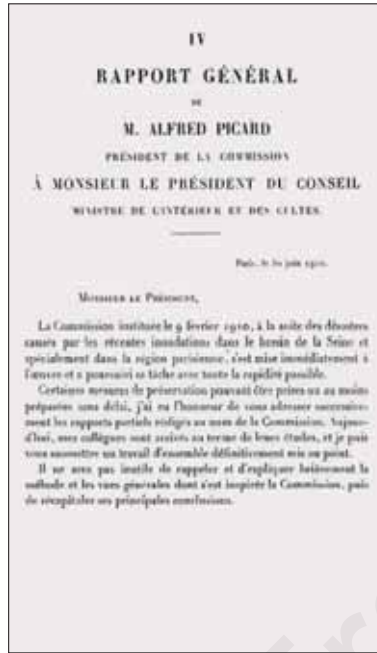 IV
RAPPORT GÉNÉRAL
DE
M. ALFRED PICARD
PRÉSIDENT DE LA COMMISSION
À MONSIEUR LE PRÉSIDENT DU CONSEIL
MINISTRE DE L'INTÉRIEUR ET DES CULTES.
Paris, le 30 juin 1910.
MONSIEUR LE PRÉSIDENT,
La Commission instituée le 9 février 1910, à la suite des désastres
causés par les récentes inondations dans le bassin de la Seine et
spécialement dans la région parisienne, s'est mise immédiatement à
l'œuvre et a poursuivi sa tâche avec toute la rapidité possible.
Certaines mesures de préservation pouvant être prises ou au moins
préparées sans délai, j'ai eu l'honneur de vous adresser successive-
ment les rapports partiels rédigés au nom de la Commission. Aujour-
d'hui, mes collègues sont arrivés au terme de leurs études, et je puis
vous soumettre un travail d'ensemble définitivement mis au point.
Il ne sera pas inutile de rappeler et d'expliquer brièvement la
méthode et les vues générales dont s'est inspirée la Commission, puis
de récapituler ses principales conclusions.